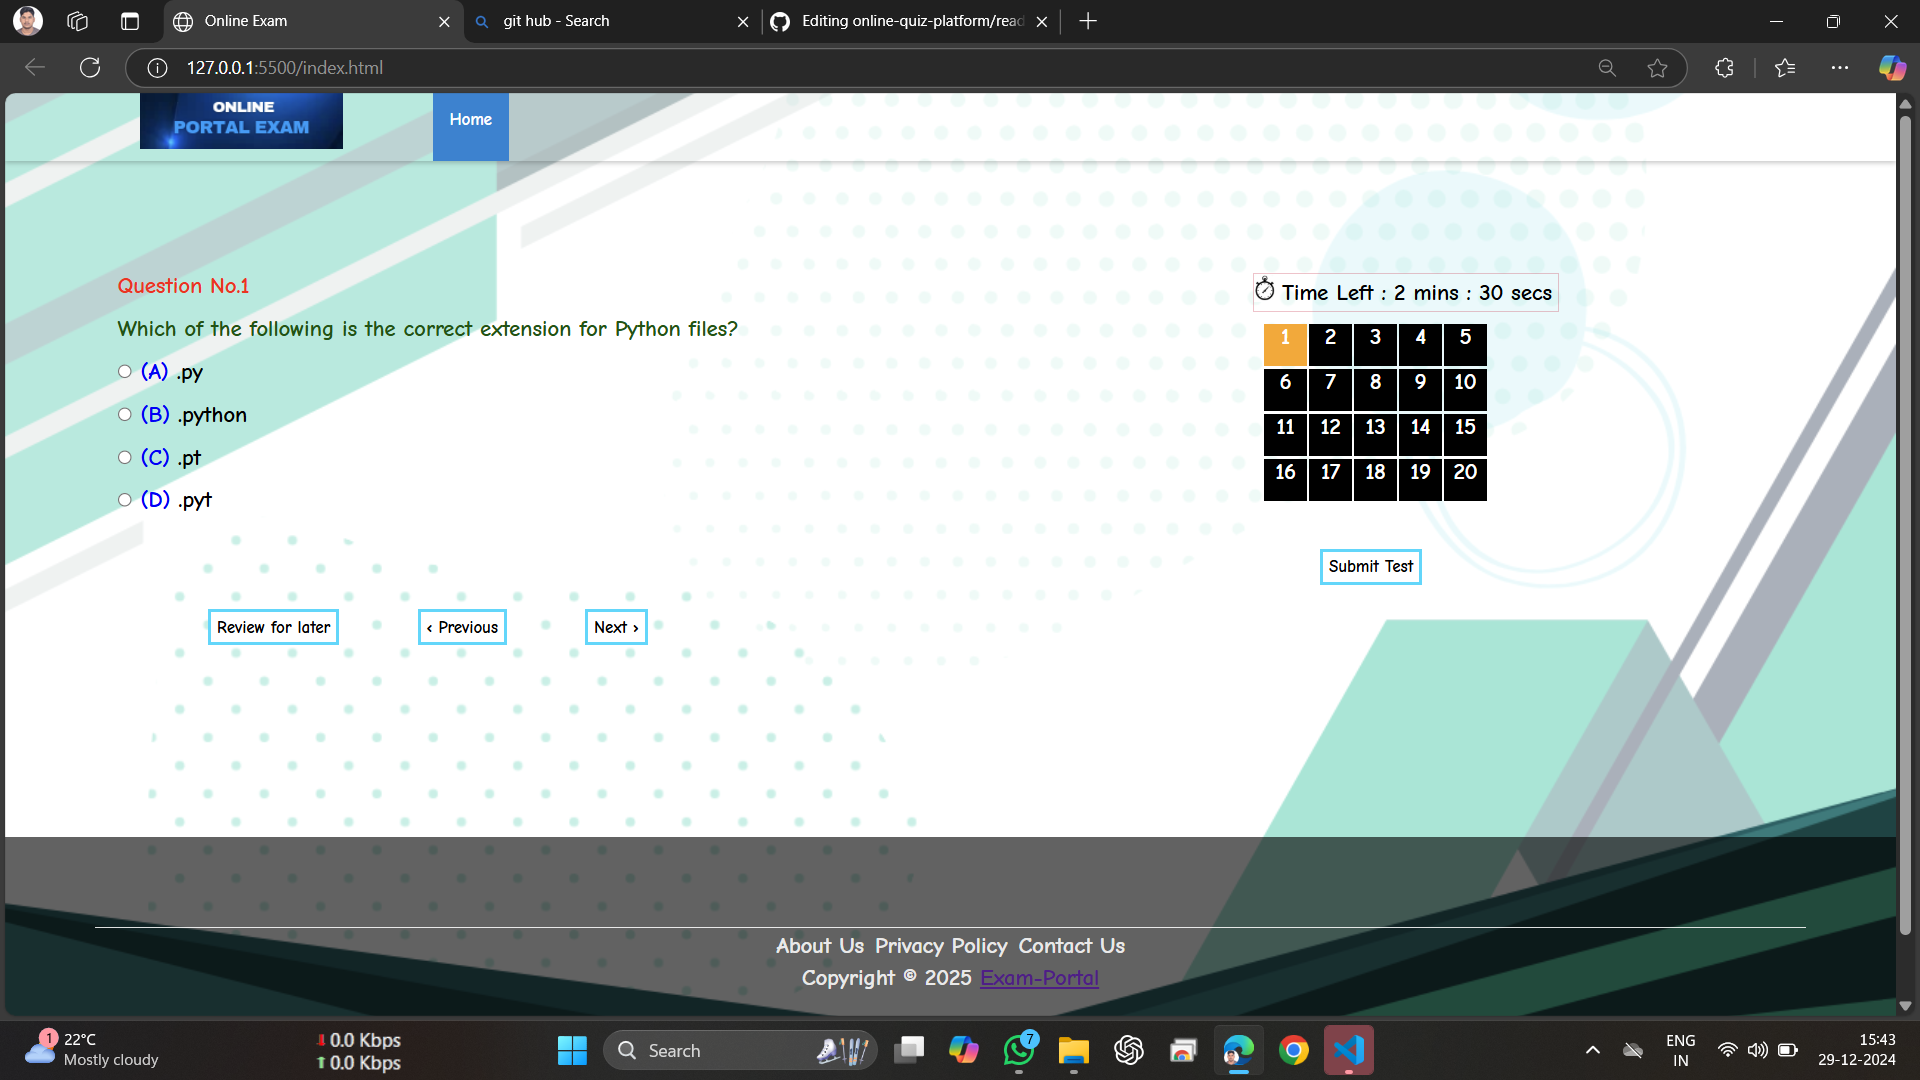 Online Exam
git hub - Search
Editing online-quiz-platform/read
127.0.0.1:5500/index.html
ONLINE
PORTAL EXAM
Home
Question No.1
Which of the following is the correct extension for Python files?
(A) .py
(B) .python
(C) .pt
(D) .pyt
Review for later
‹ Previous
Next ›
Time Left : 2 mins : 30 secs
1 2 3 4 5
6 7 8 9 10
11 12 13 14 15
16 17 18 19 20
Submit Test
About Us Privacy Policy Contact Us
Copyright © 2025 Exam-Portal
1
22°C
Mostly cloudy
0.0 Kbps
0.0 Kbps
Search
7
ENG
IN
15:43
29-12-2024